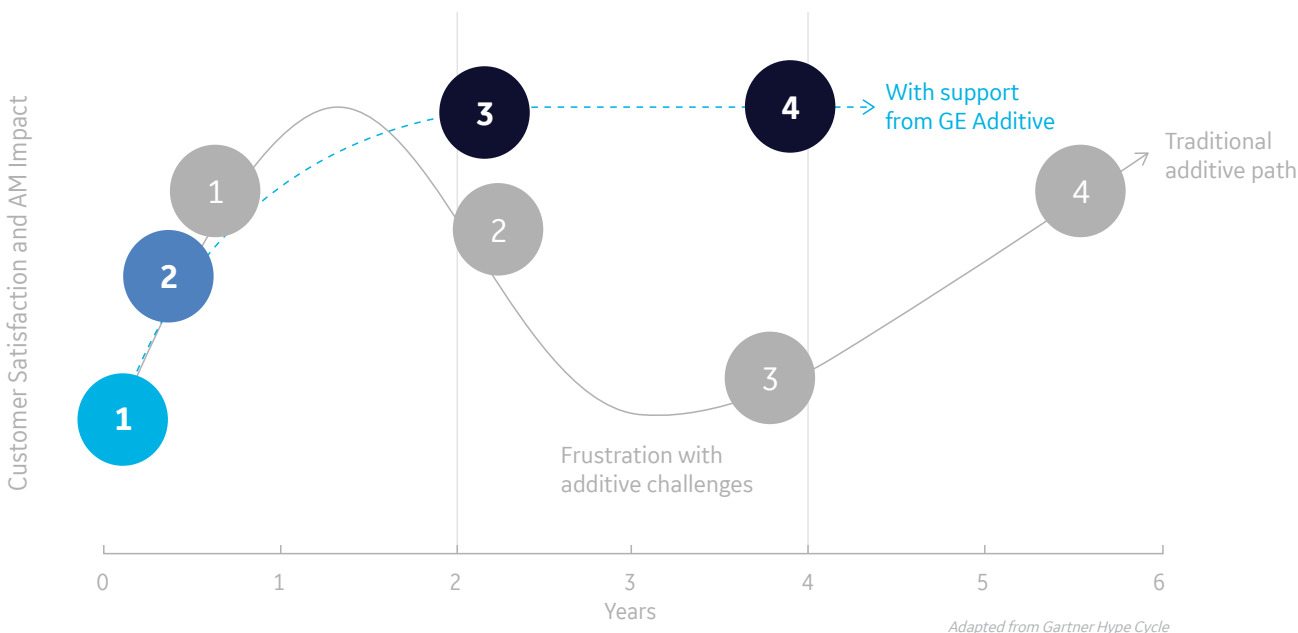 Customer Satisfaction and AM Impact
3
4
With support
from GE Additive
Traditional
additive path
1
4
2
2
3
1
Frustration with
additive challenges
0
1
2
3
4
5
6
Years
Adapted from Gartner Hype Cycle